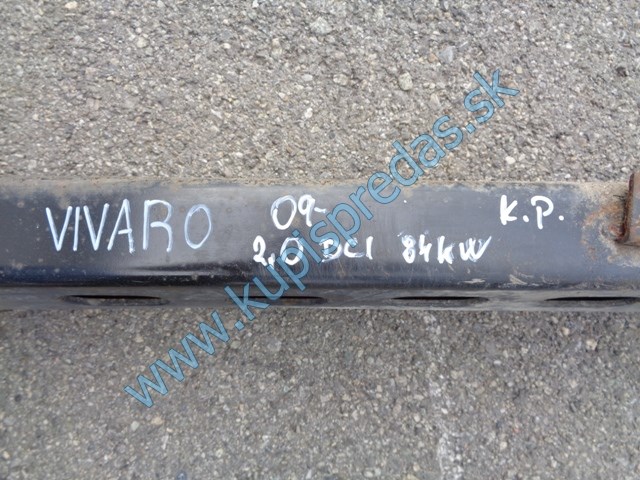 VIVARO 09- K.P.
2,0 DCI 84kW
www.kupispredas.sk